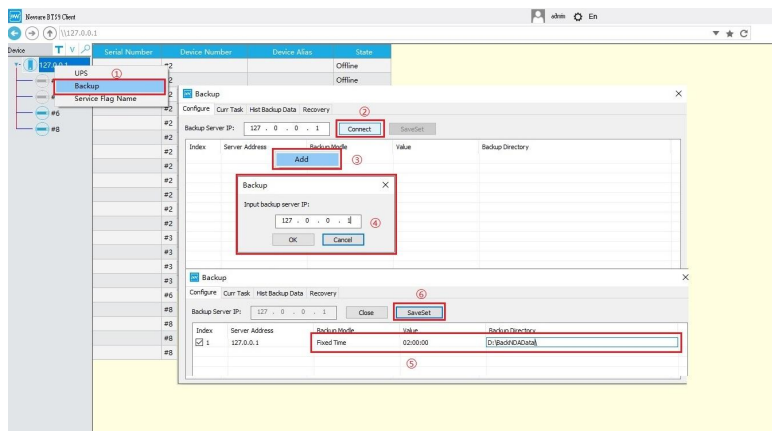 Neware BTS9 Client
admin
En
\\127.0.0.1
Device
T V
Serial Number Device Number Device Alias State
127.0.0.1
#2 Offline
Offline
UPS ①
Backup
Service Flag Name
#6
#8
#2
#2
#2
#2
#2
#2
#2
#2
#2
#2
#3
#3
#3
#3
#6
#8
#8
#8
#8
Backup
Configure Curr Task Hist Backup Data Recovery
②
Backup Server IP: 127 . 0 . 0 . 1 Connect SaveSet
Index Server Address Backup Modle Value Backup Directory
Add ③
Backup
Input backup server IP:
127 . 0 . 0 . 1 ④
OK Cancel
Backup
Configure Curr Task Hist Backup Data Recovery
⑥
Backup Server IP: 127 . 0 . 0 . 1 Close SaveSet
Index Server Address Backup Modle Value Backup Directory
1 127.0.0.1 Fixed Time 02:00:00 D:\BackNDAData\
⑤